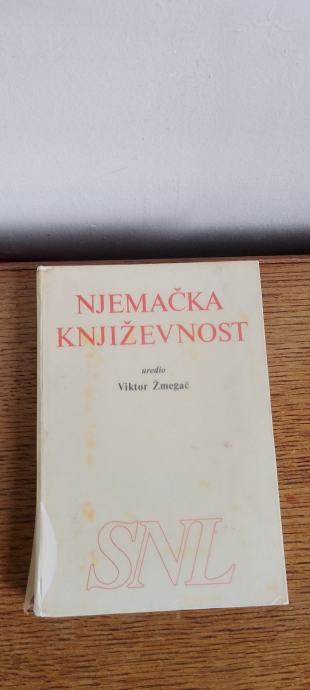 NJEMAČKA
KNJIŽEVNOST
uredio
Viktor Žmegač
SNL